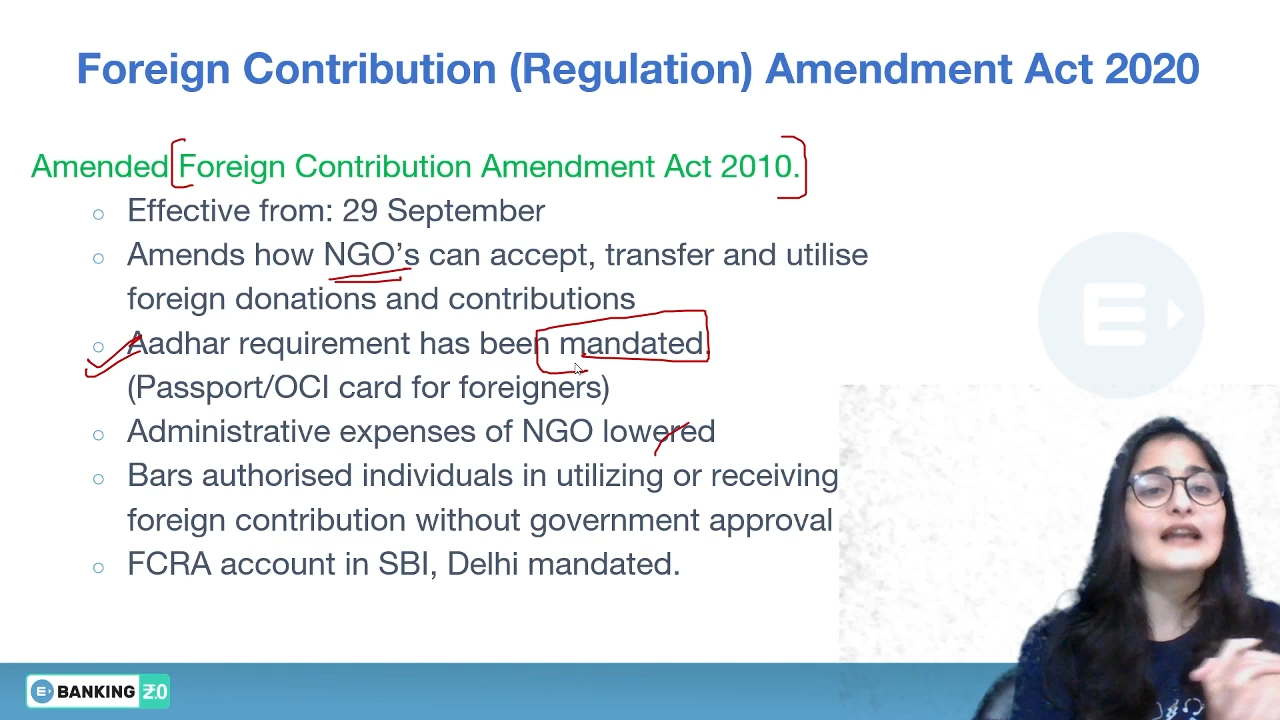 Foreign Contribution (Regulation) Amendment Act 2020
Amended Foreign Contribution Amendment Act 2010.
Effective from: 29 September
Amends how NGO's can accept, transfer and utilise
foreign donations and contributions
Aadhar requirement has been mandated.
(Passport/OCI card for foreigners)
Administrative expenses of NGO lowered
Bars authorised individuals in utilizing or receiving
foreign contribution without government approval
FCRA account in SBI, Delhi mandated.
E BANKING 2.0